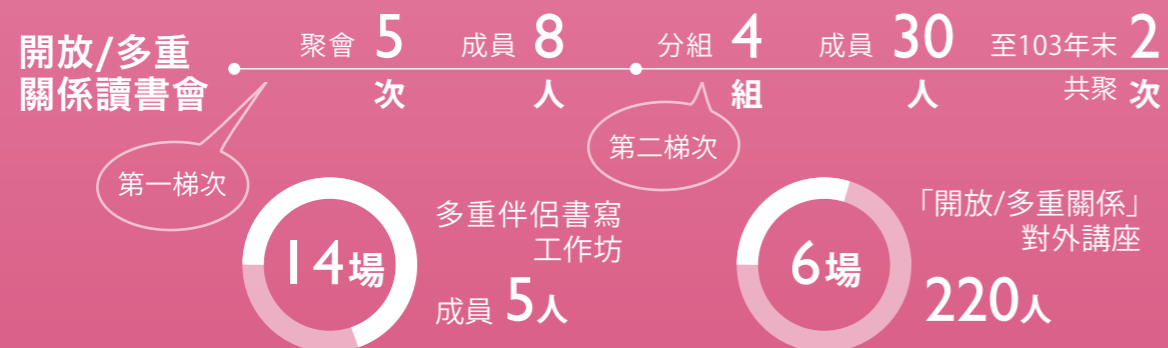 開放/多重
關係讀書會
聚會 5 次
成員 8 人
第一梯次
分組 4 組
成員 30 人
至103年末
共聚 2 次
第二梯次
14場
多重伴侶書寫
工作坊
成員 5人
6場
「開放/多重關係」
對外講座
220人